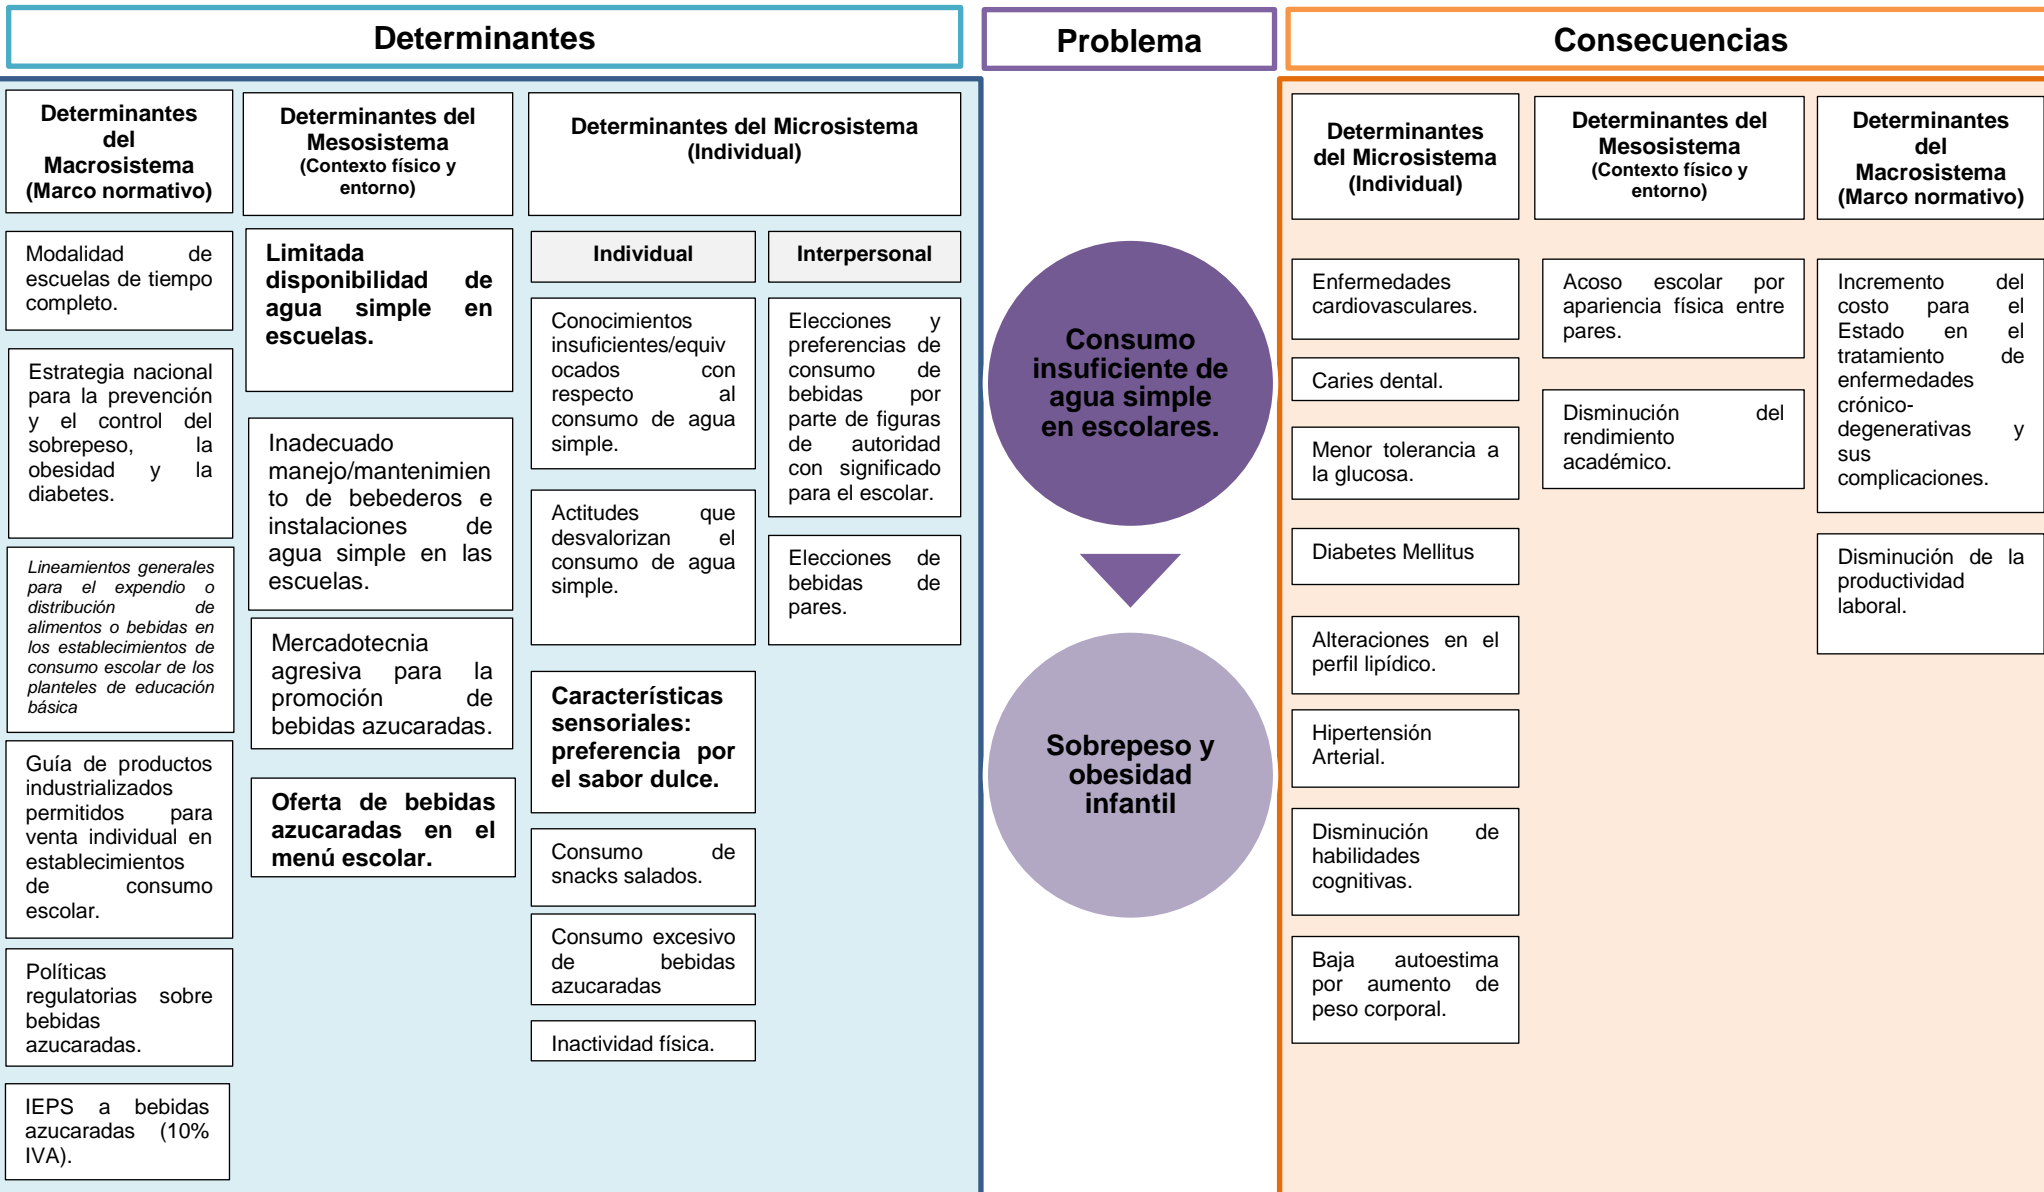 Determinantes
Problema
Consecuencias
Determinantes
del
Macrosistema
(Marco normativo)
Modalidad de
escuelas de tiempo
completo.
Estrategia nacional
para la prevención
y el control del
sobrepeso, la
obesidad y la
diabetes.
Lineamientos generales
para el expendio o
distribución de
alimentos o bebidas en
los establecimientos de
consumo escolar de los
planteles de educación
básica
Guía de productos
industrializados
permitidos para
venta individual en
establecimientos
de consumo
escolar.
Políticas
regulatorias sobre
bebidas
azucaradas.
IEPS a bebidas
azucaradas (10%
IVA).
Determinantes del
Mesosistema
(Contexto físico y
entorno)
Limitada
disponibilidad de
agua simple en
escuelas.
Inadecuado
manejo/mantenimien
to de bebederos e
instalaciones de
agua simple en las
escuelas.
Mercadotecnia
agresiva para la
promoción de
bebidas azucaradas.
Oferta de bebidas
azucaradas en el
menú escolar.
Determinantes del Microsistema
(Individual)
Individual
Conocimientos
insuficientes/equiv
ocados con
respecto al
consumo de agua
simple.
Actitudes que
desvalorizan el
consumo de agua
simple.
Características
sensoriales:
preferencia por
el sabor dulce.
Consumo de
snacks salados.
Consumo excesivo
de bebidas
azucaradas
Inactividad física.
Interpersonal
Elecciones y
preferencias de
consumo de
bebidas por
parte de figuras
de autoridad
con significado
para el escolar.
Elecciones de
bebidas de
pares.
Consumo
insuficiente de
agua simple
en escolares.
Sobrepeso y
obesidad
infantil
Determinantes
del Microsistema
(Individual)
Enfermedades
cardiovasculares.
Caries dental.
Menor tolerancia a
la glucosa.
Diabetes Mellitus
Alteraciones en el
perfil lipídico.
Hipertensión
Arterial.
Disminución de
habilidades
cognitivas.
Baja autoestima
por aumento de
peso corporal.
Determinantes del
Mesosistema
(Contexto físico y
entorno)
Acoso escolar por
apariencia física entre
pares.
Disminución del
rendimiento
académico.
Determinantes
del
Macrosistema
(Marco normativo)
Incremento del
costo para el
Estado en el
tratamiento de
enfermedades
crónico-
degenerativas y
sus
complicaciones.
Disminución de la
productividad
laboral.